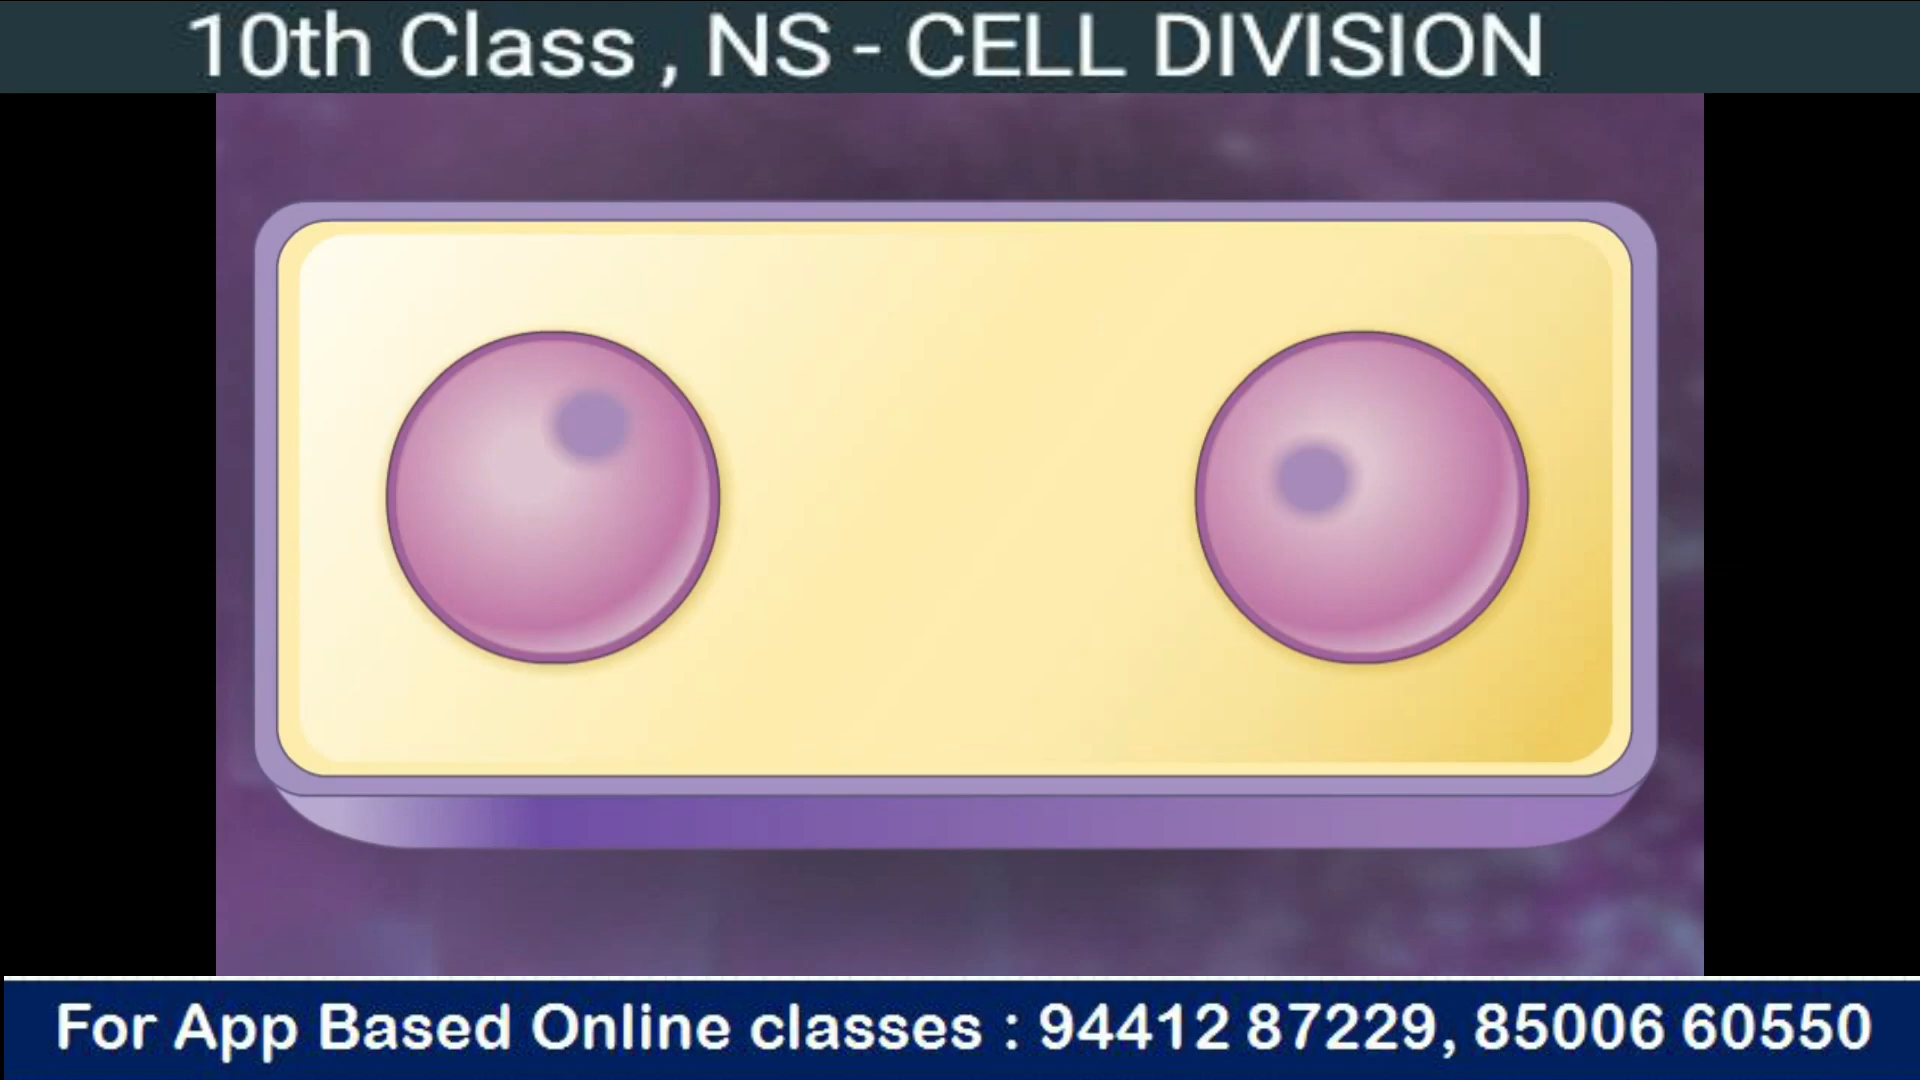 10th Class , NS - CELL DIVISION
For App Based Online classes : 94412 87229, 85006 60550